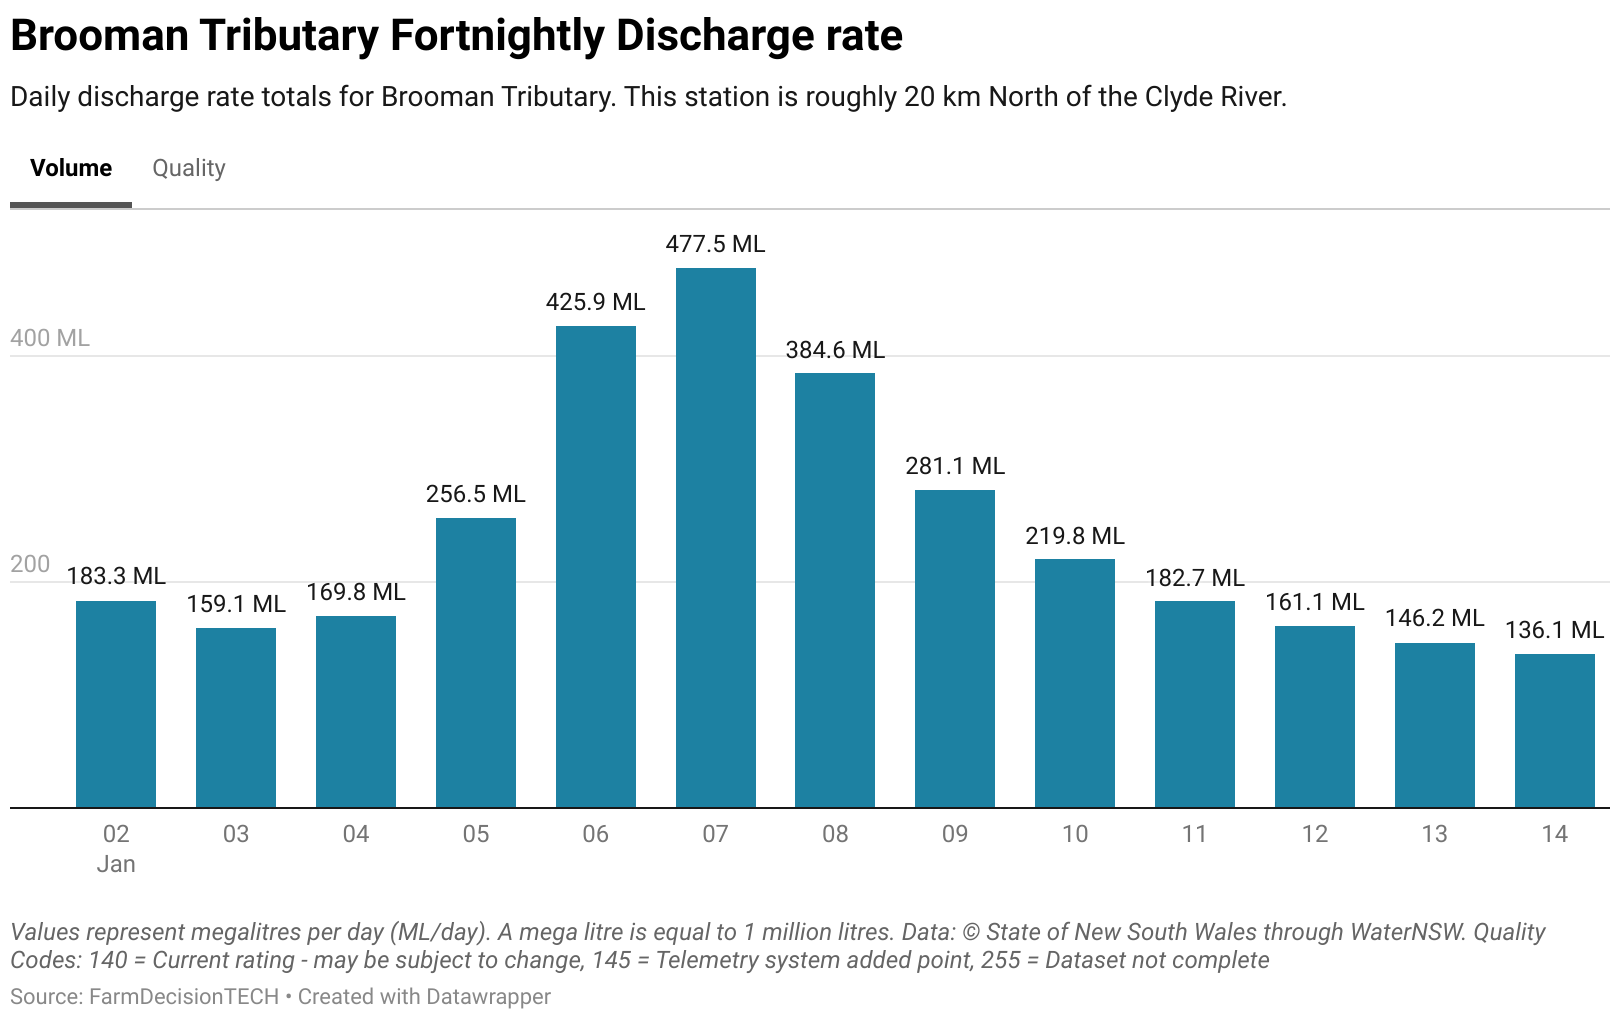 Brooman Tributary Fortnightly Discharge rate
Daily discharge rate totals for Brooman Tributary. This station is roughly 20 km North of the Clyde River.
Volume Quality
477.5 ML
425.9 ML
400 ML
384.6 ML
281.1 ML
256.5 ML
219.8 ML
200
183.3 ML
159.1 ML
169.8 ML
182.7 ML
161.1 ML
146.2 ML
136.1 ML
02 03 04 05 06 07 08 09 10 11 12 13 14
Jan
Values represent megalitres per day (ML/day). A mega litre is equal to 1 million litres. Data: © State of New South Wales through WaterNSW. Quality
Codes: 140 = Current rating - may be subject to change, 145 = Telemetry system added point, 255 = Dataset not complete
Source: FarmDecisionTECH • Created with Datawrapper